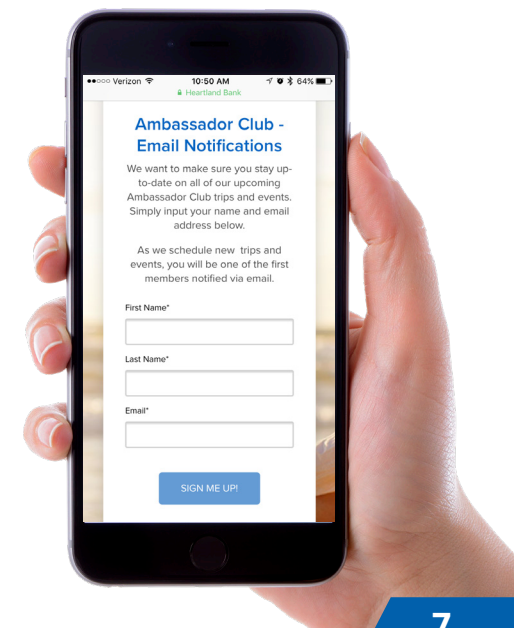 Verizon 10:50 AM 64%
Heartland Bank
Ambassador Club -
Email Notifications
We want to make sure you stay up-
to-date on all of our upcoming
Ambassador Club trips and events.
Simply input your name and email
address below.
As we schedule new trips and
events, you will be one of the first
members notified via email.
First Name*
Last Name*
Email*
SIGN ME UP!
7